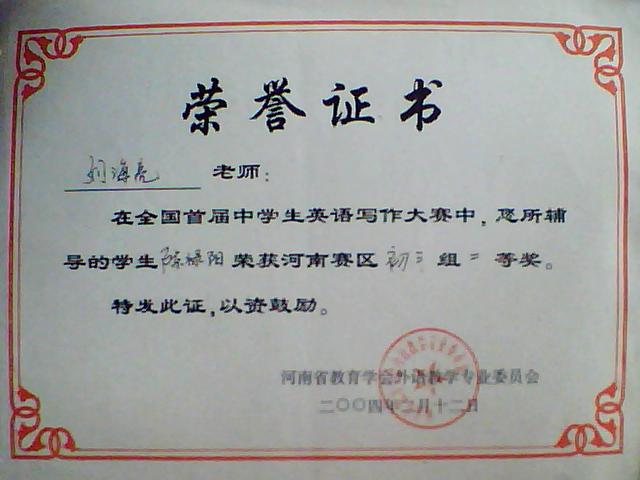 荣誉证书
刘海亮 老师：
在全国首届中学生英语写作大赛中，您所辅
导的学生陈禄阳荣获河南赛区初三组二等奖。
特发此证，以资鼓励。
河南省教育学会外语教学专业委员会
二〇〇四年二月十二日